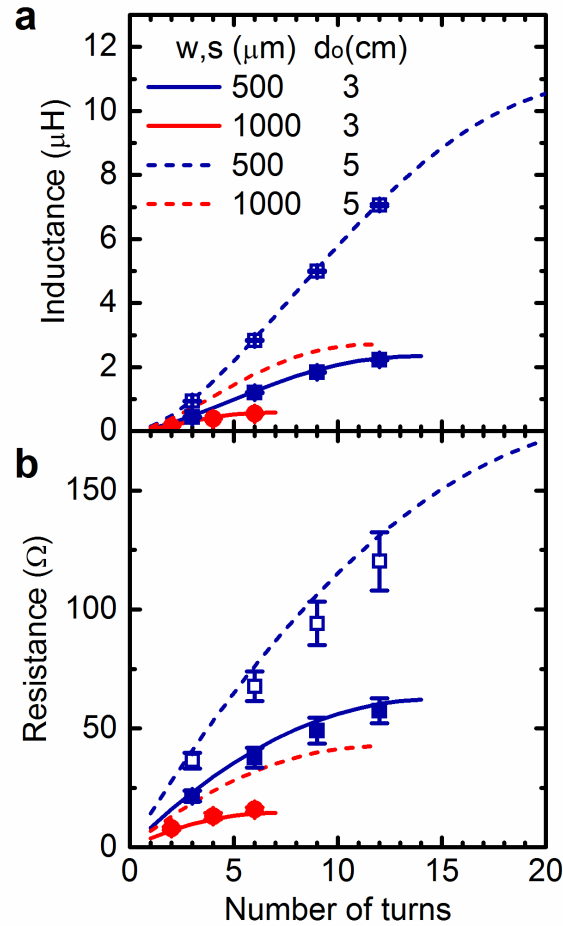 a
12
10
8
6
4
2
0
Inductance (μH)
w,s (μm) do(cm)
500 3
1000 3
500 5
1000 5
b
150
100
50
0
Resistance (Ω)
0 5 10 15 20
Number of turns